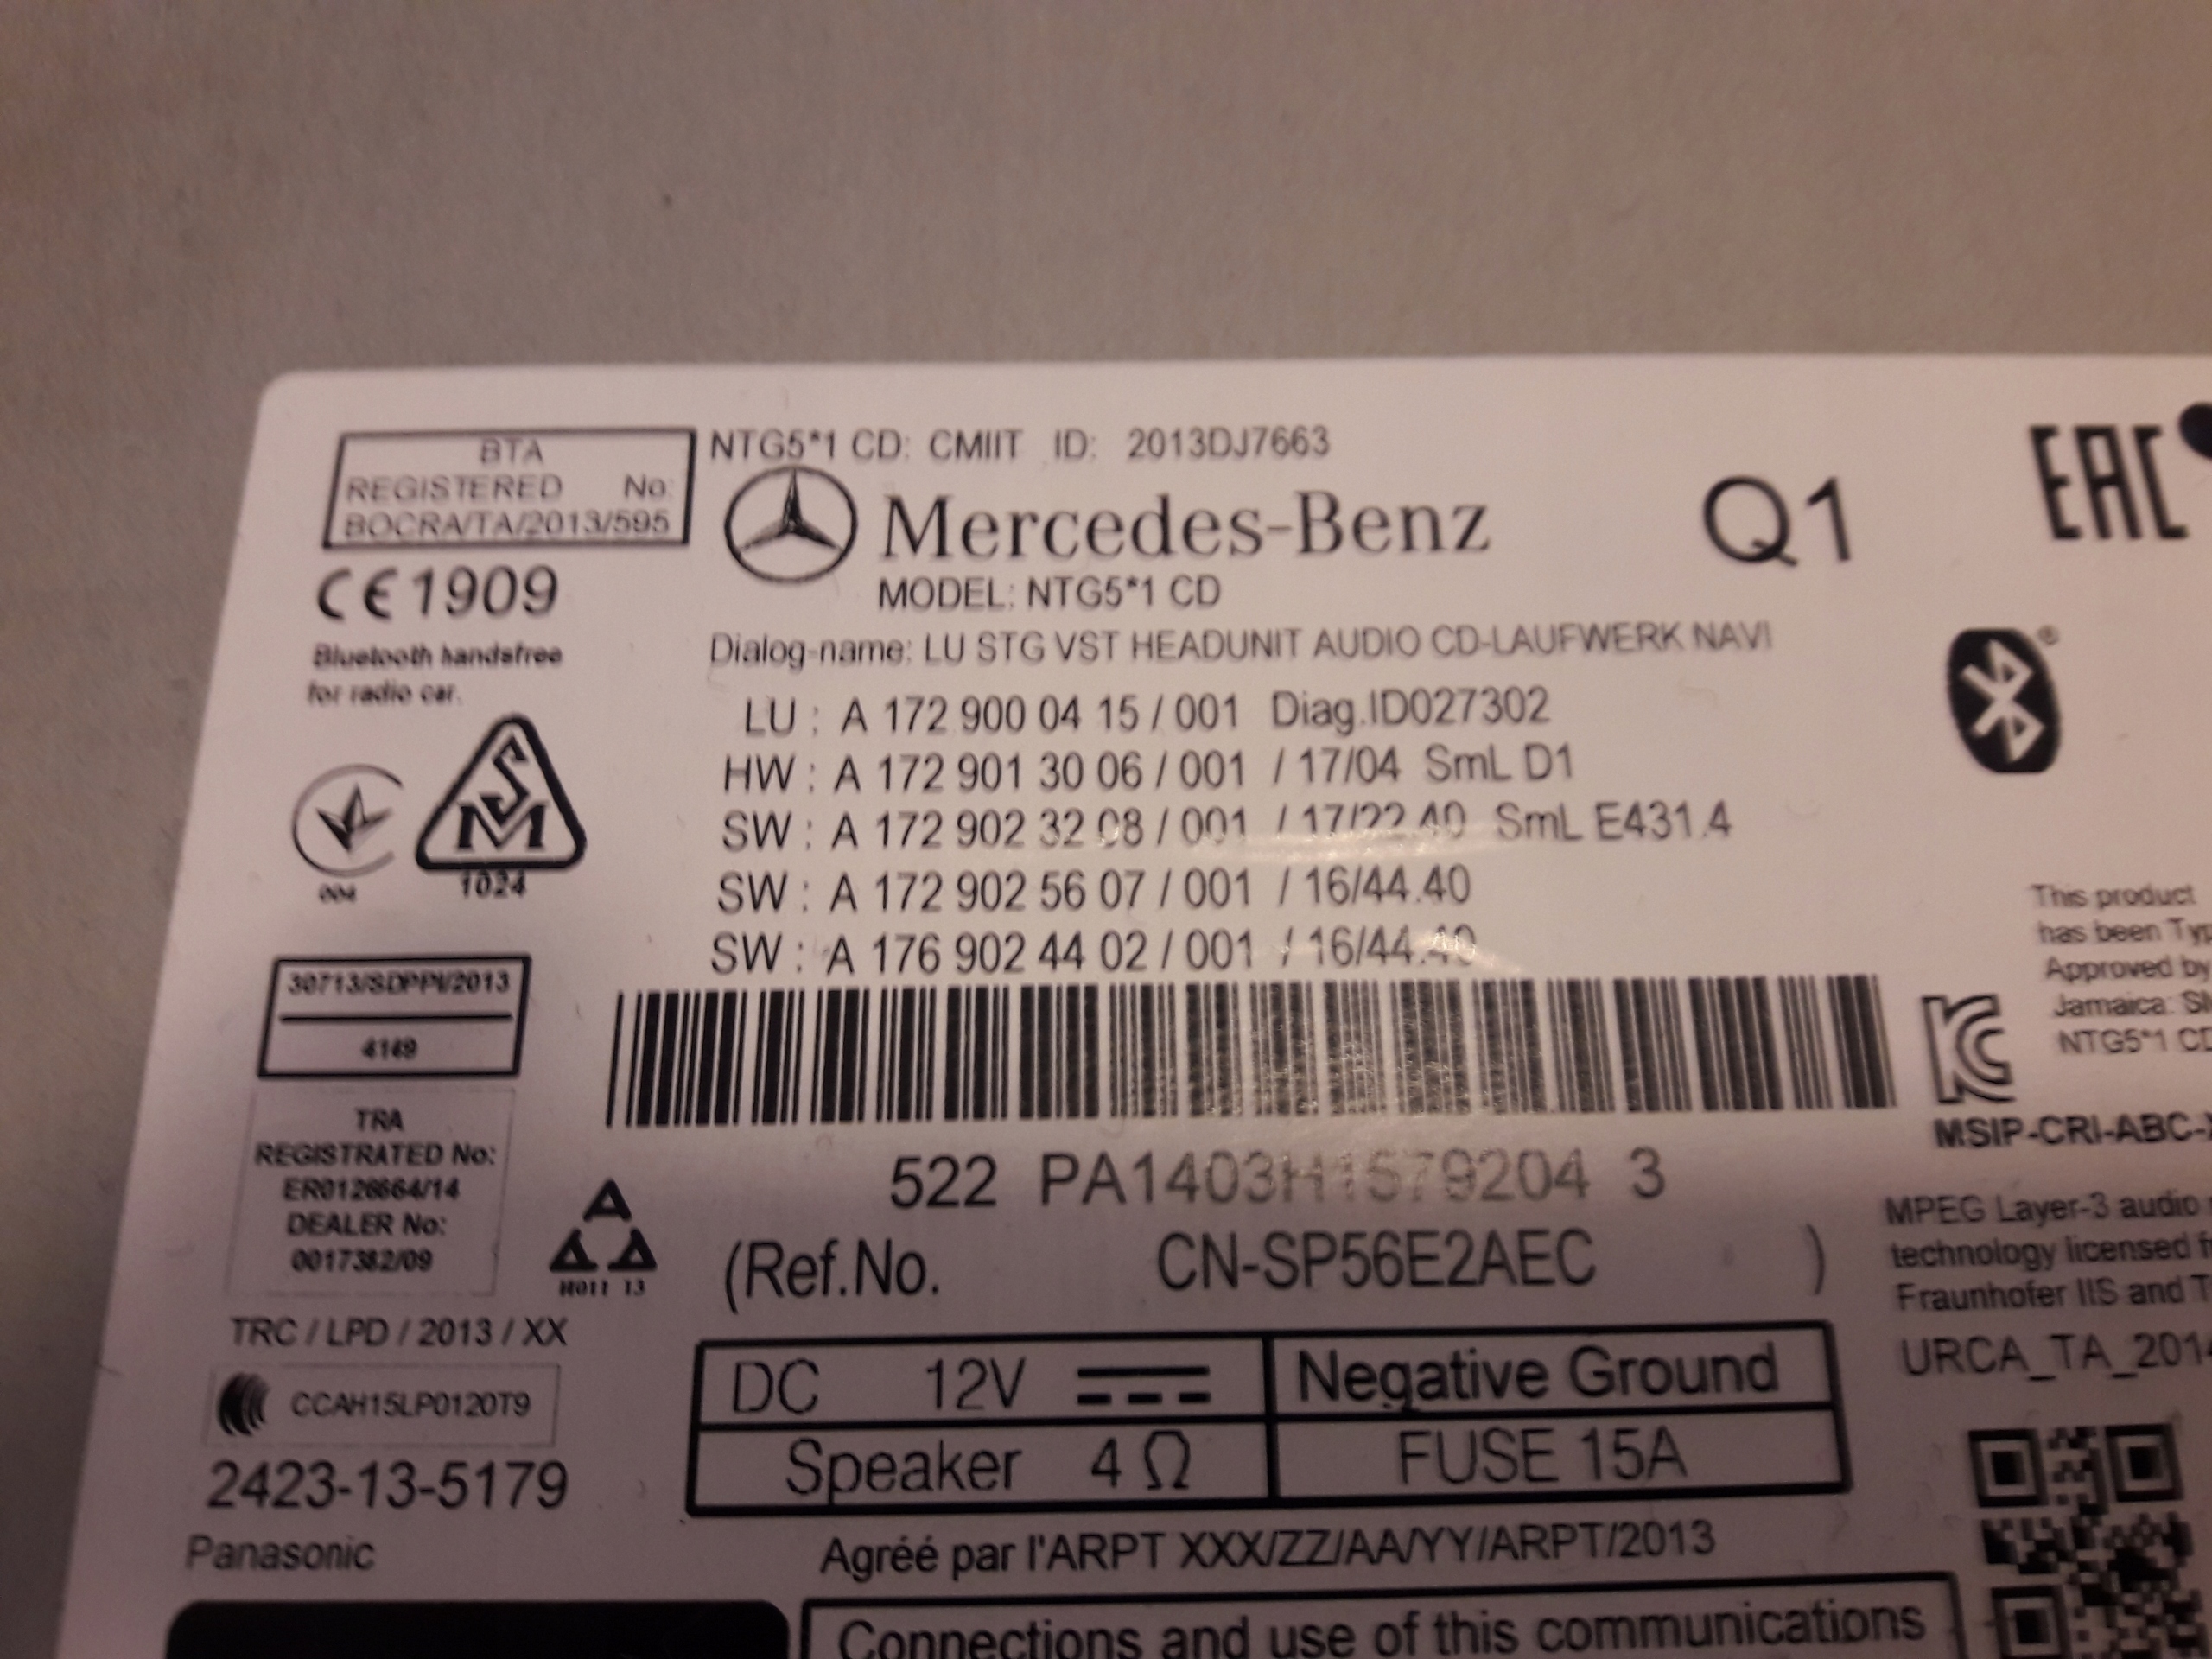 BTA
REGISTERED No:
BOCRA/TA/2013/595
CE1909
Bluetooth handsfree
for radio car.
004
SM
1024
30713/SDPPI/2013
4149
TRA
REGISTRATED No:
ER0126664/14
DEALER No:
0017382/09
TRC / LPD / 2013 / XX
CCAH15LP0120T9
2423-13-5179
Panasonic
H011 13
NTG5*1 CD: CMIIT ID: 2013DJ7663
Mercedes-Benz
MODEL: NTG5*1 CD
Q1
EAC
Dialog-name: LU STG VST HEADUNIT AUDIO CD-LAUFWERK NAVI
LU : A 172 900 04 15 / 001 Diag.ID027302
HW : A 172 901 30 06 / 001 / 17/04 SmL D1
SW : A 172 902 32 08 / 001 / 17/22.40 SmL E431.4
SW : A 172 902 56 07 / 001 / 16/44.40
SW : A 176 902 44 02 / 001 / 16/44.40
522 PA1403H1579204 3
(Ref.No. CN-SP56E2AEC )
DC 12V Negative Ground
Speaker 4 Ω FUSE 15A
Agréé par l'ARPT XXX/ZZ/AA/YY/ARPT/2013
Connections and use of this communications
®
This product
has been
Approved by
Jamaica:
NTG5*1
MSIP-CRI-ABC-
MPEG Layer-3 audio
technology licensed
Fraunhofer IIS and
URCA_TA_2014